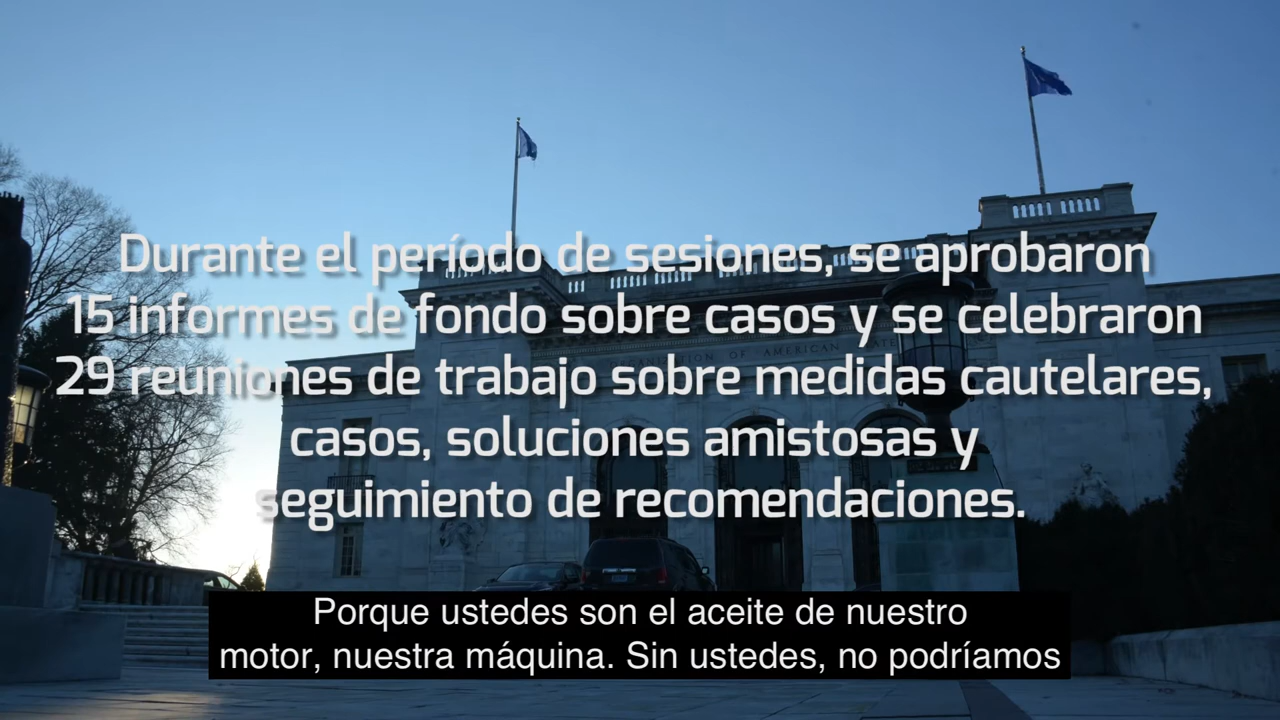 Durante el período de sesiones, se aprobaron
15 informes de fondo sobre casos y se celebraron
29 reuniones de trabajo sobre medidas cautelares,
casos, soluciones amistosas y
seguimiento de recomendaciones.
Porque ustedes son el aceite de nuestro
motor, nuestra máquina. Sin ustedes, no podríamos